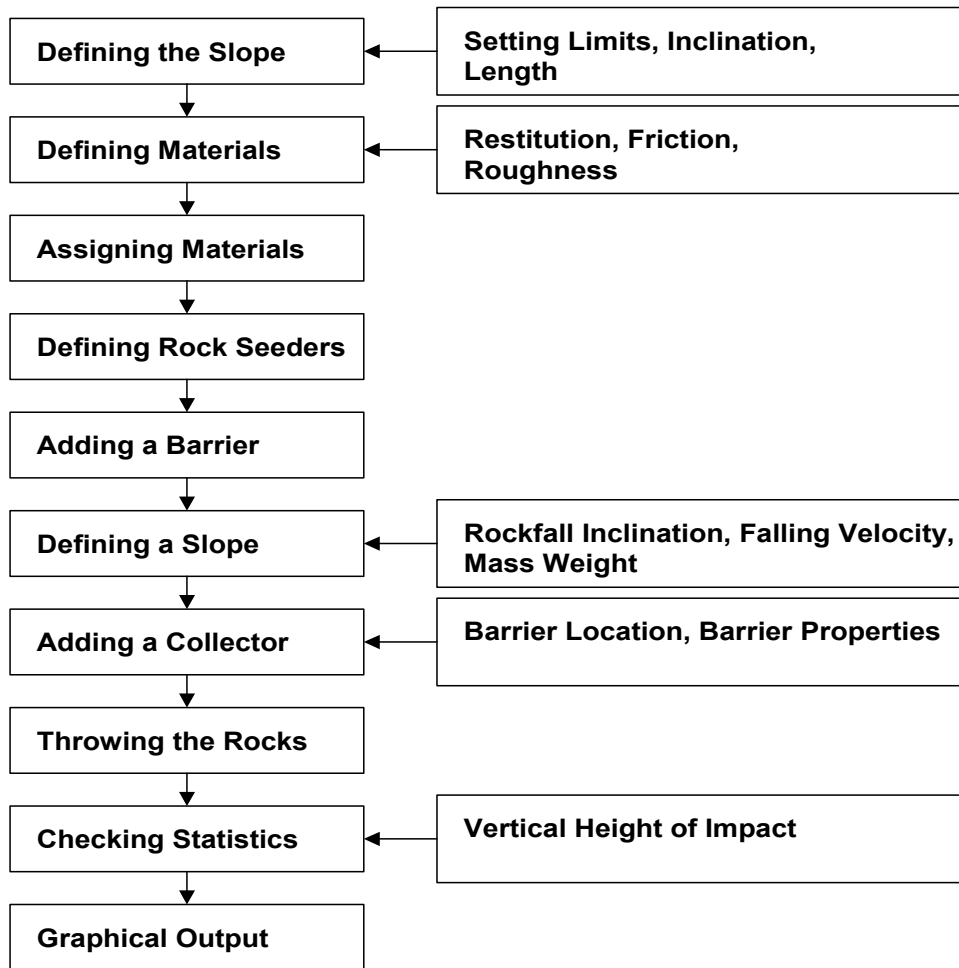 Defining the Slope
Setting Limits, Inclination,
Length
Defining Materials
Restitution, Friction,
Roughness
Assigning Materials
Defining Rock Seeders
Adding a Barrier
Defining a Slope
Rockfall Inclination, Falling Velocity,
Mass Weight
Adding a Collector
Barrier Location, Barrier Properties
Throwing the Rocks
Checking Statistics
Vertical Height of Impact
Graphical Output